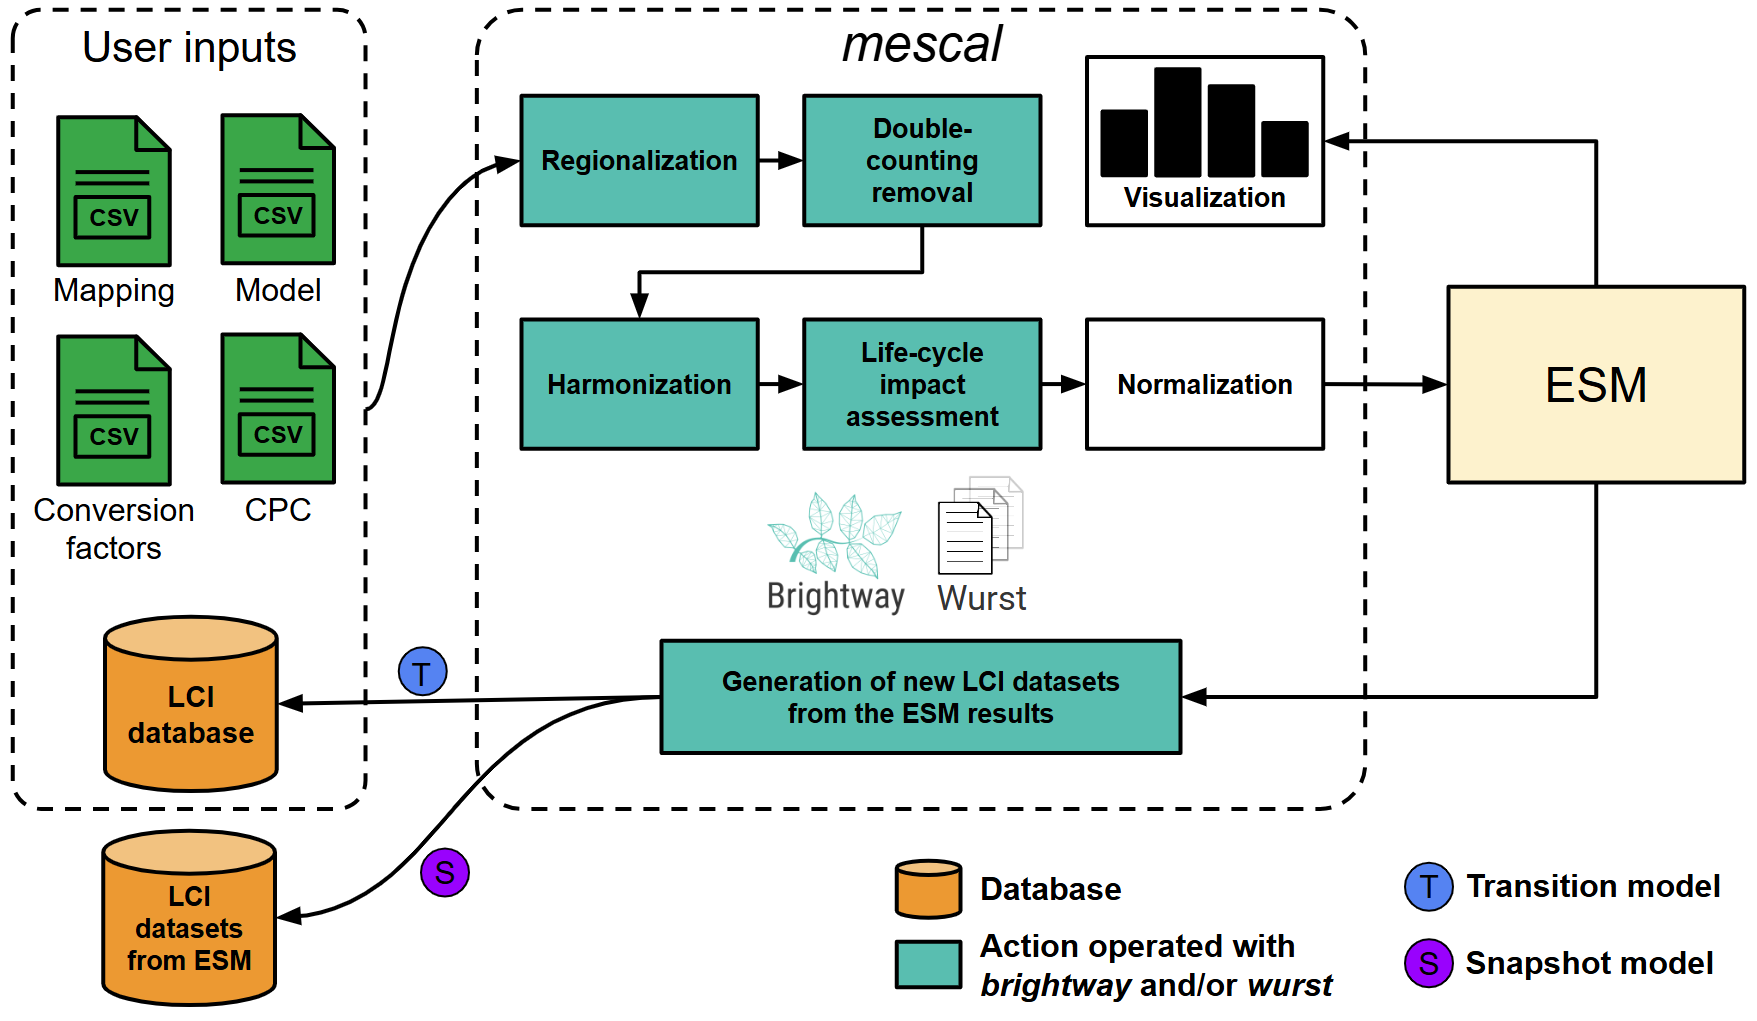 User inputs
CSV
Mapping
CSV
Model
CSV
Conversion
factors
CSV
CPC
LCI
database
LCI
datasets
from ESM
T
S
mescal
Regionalization
Double-
counting
removal
Visualization
Harmonization
Life-cycle
impact
assessment
Normalization
ESM
Brightway
Wurst
Generation of new LCI datasets
from the ESM results
Database
Action operated with
brightway and/or wurst
T Transition model
S Snapshot model